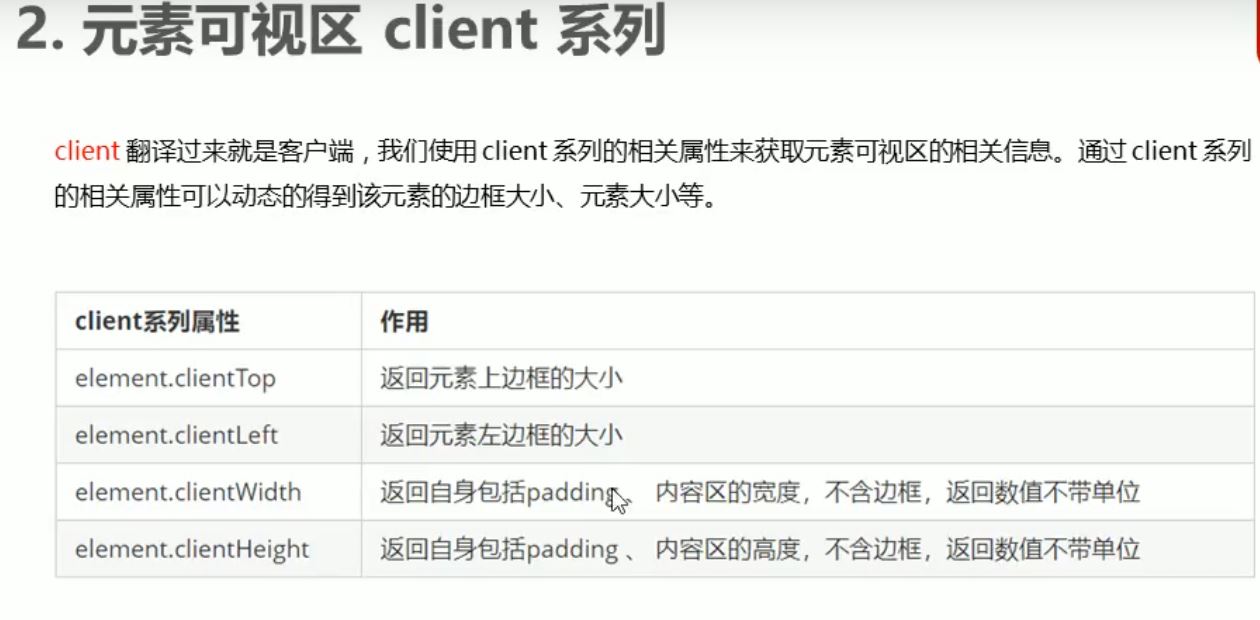 2. 元素可视区 client 系列
client 翻译过来就是客户端，我们使用 client 系列的相关属性来获取元素可视区的相关信息。通过 client 系列
的相关属性可以动态的得到该元素的边框大小、元素大小等。
client系列属性 作用
element.clientTop 返回元素上边框的大小
element.clientLeft 返回元素左边框的大小
element.clientWidth 返回自身包括padding 、 内容区的宽度，不含边框，返回数值不带单位
element.clientHeight 返回自身包括padding 、 内容区的高度，不含边框，返回数值不带单位